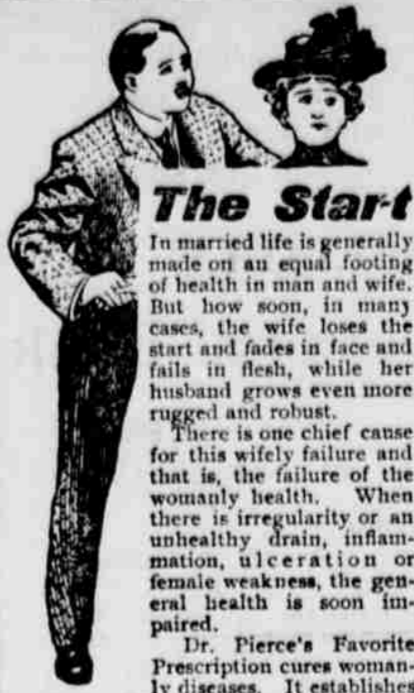 The Start
In married life is generally
made on an equal footing
of health in man and wife.
But how soon, in many
cases, the wife loses the
start and fades in face and
fails in flesh, while her
husband grows even more
rugged and robust.
There is one chief cause
for this wifely failure and
that is, the failure of the
womanly health. When
there is irregularity or an
unhealthy drain, inflam-
mation, ulceration or
female weakness, the gen-
eral health is soon im-
paired.
Dr. Pierce's Favorite
Prescription cures woman-
ly diseases. It establishes